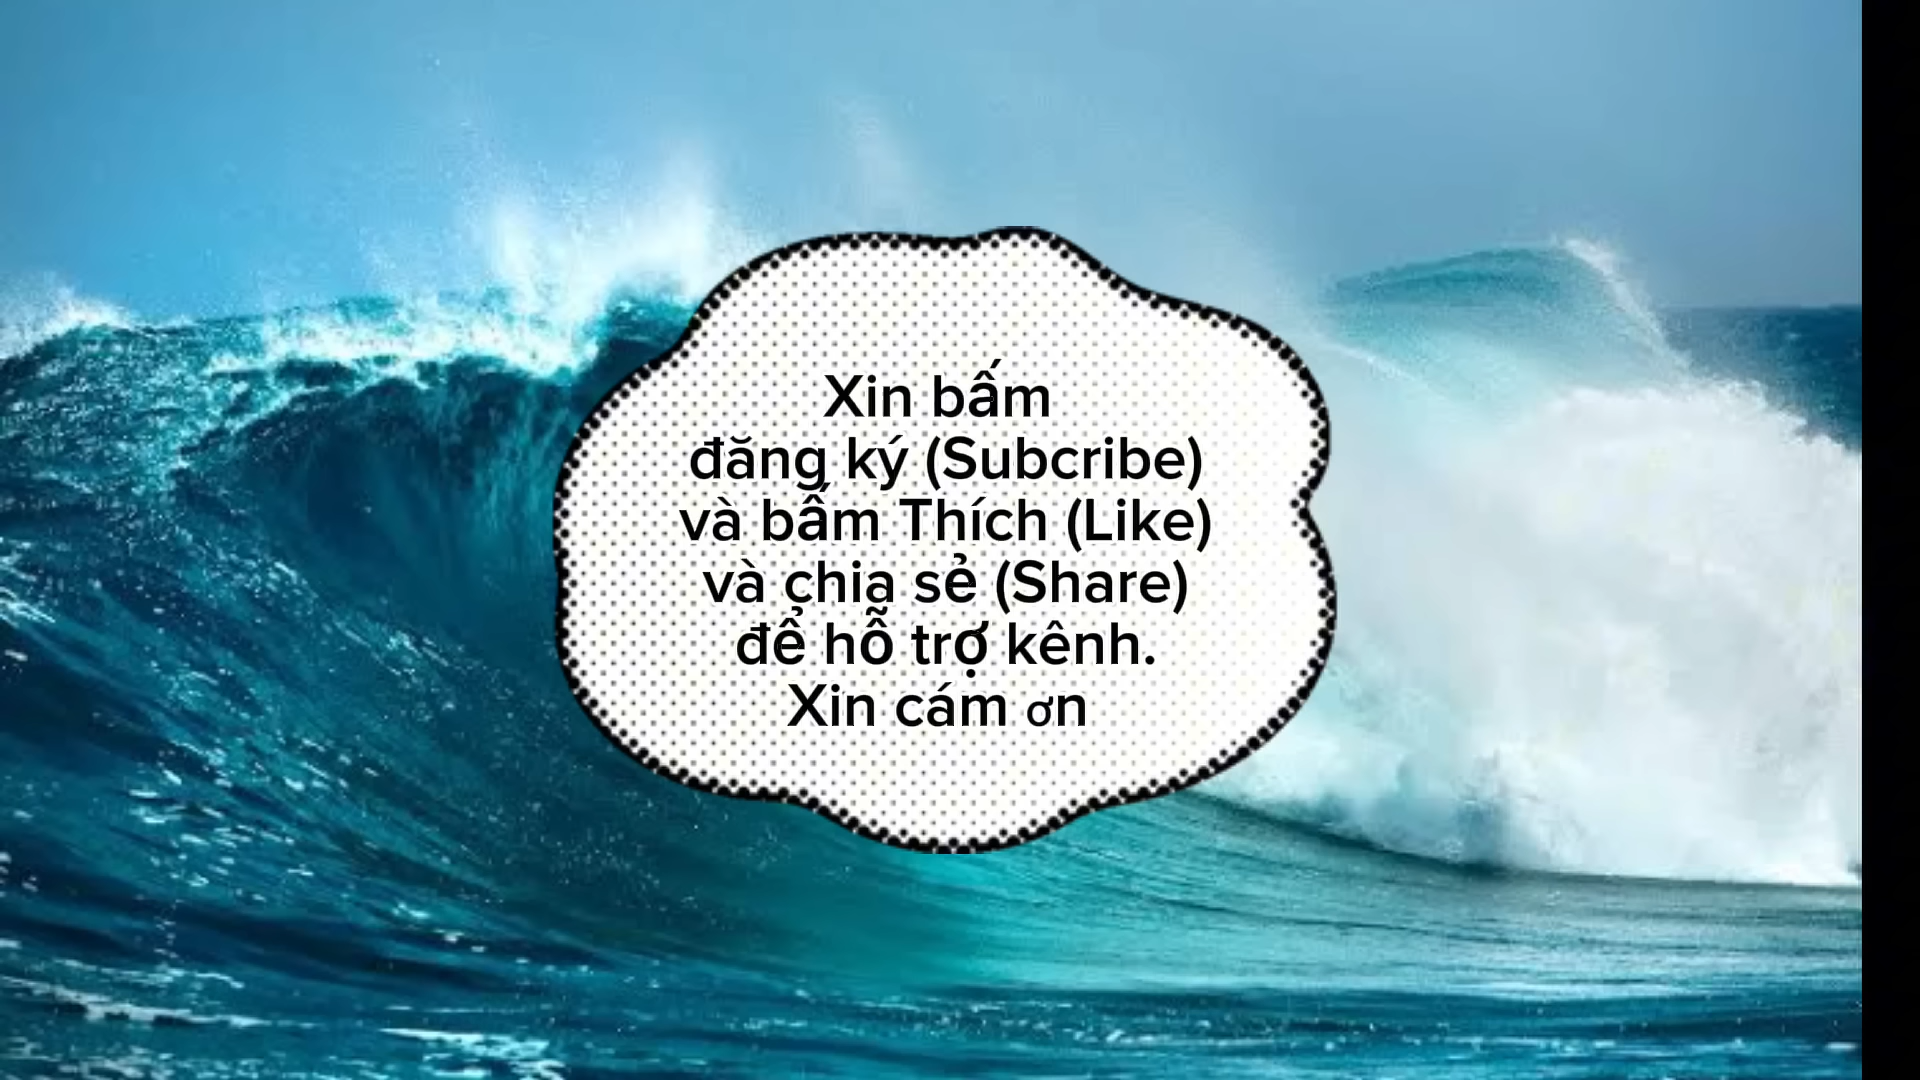 Xin bấm
đăng ký (Subcribe)
và bấm Thích (Like)
và chia sẻ (Share)
để hỗ trợ kênh.
Xin cám ơn